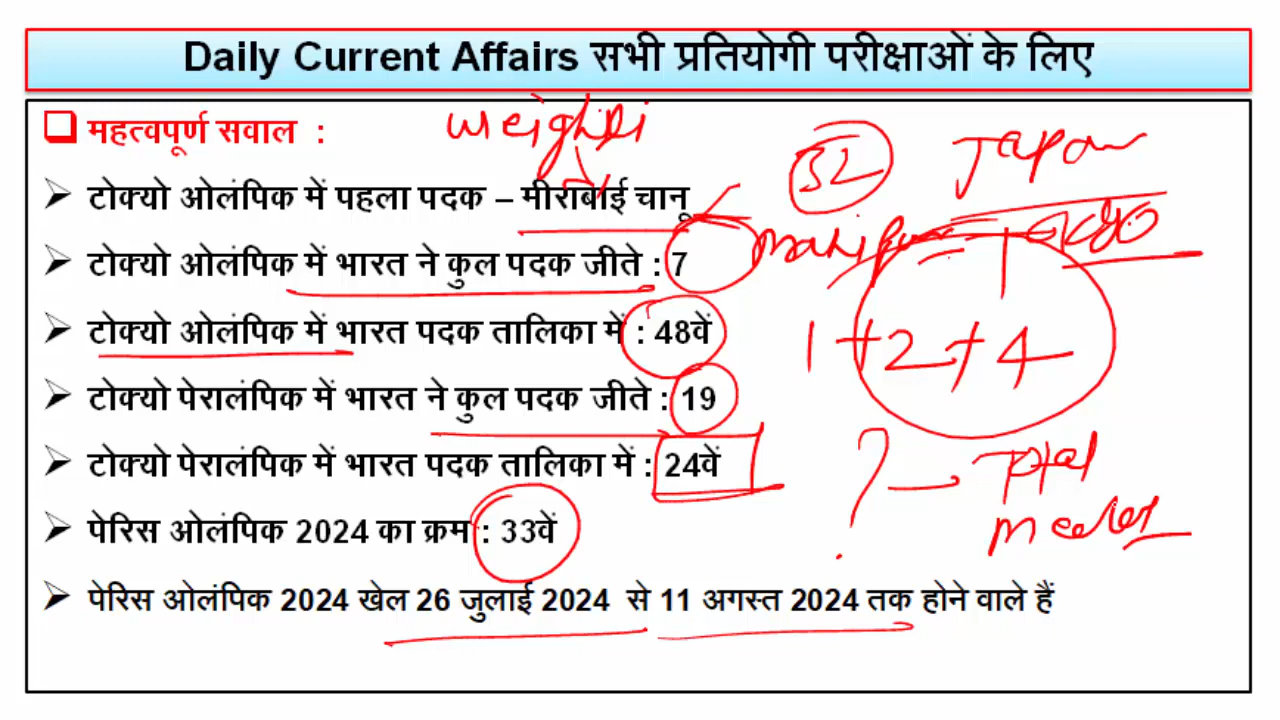 Daily Current Affairs सभी प्रतियोगी परीक्षाओं के लिए
महत्वपूर्ण सवाल :
टोक्यो ओलंपिक में पहला पदक – मीराबाई चानू
टोक्यो ओलंपिक में भारत ने कुल पदक जीते : 7
टोक्यो ओलंपिक में भारत पदक तालिका में : 48वें
टोक्यो पेरालंपिक में भारत ने कुल पदक जीते : 19
टोक्यो पेरालंपिक में भारत पदक तालिका में : 24वें
पेरिस ओलंपिक 2024 का क्रम : 33वें
पेरिस ओलंपिक 2024 खेल 26 जुलाई 2024 से 11 अगस्त 2024 तक होने वाले हैं
32
Japan
1+2+4
? Total